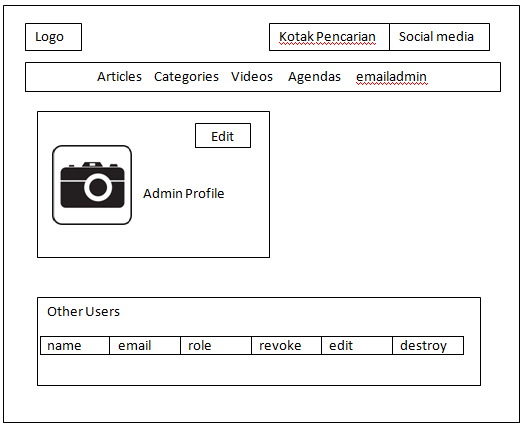 Logo
Kotak Pencarian
Social media
Articles Categories Videos Agendas emailadmin
Edit
Admin Profile
Other Users
name email role revoke edit destroy